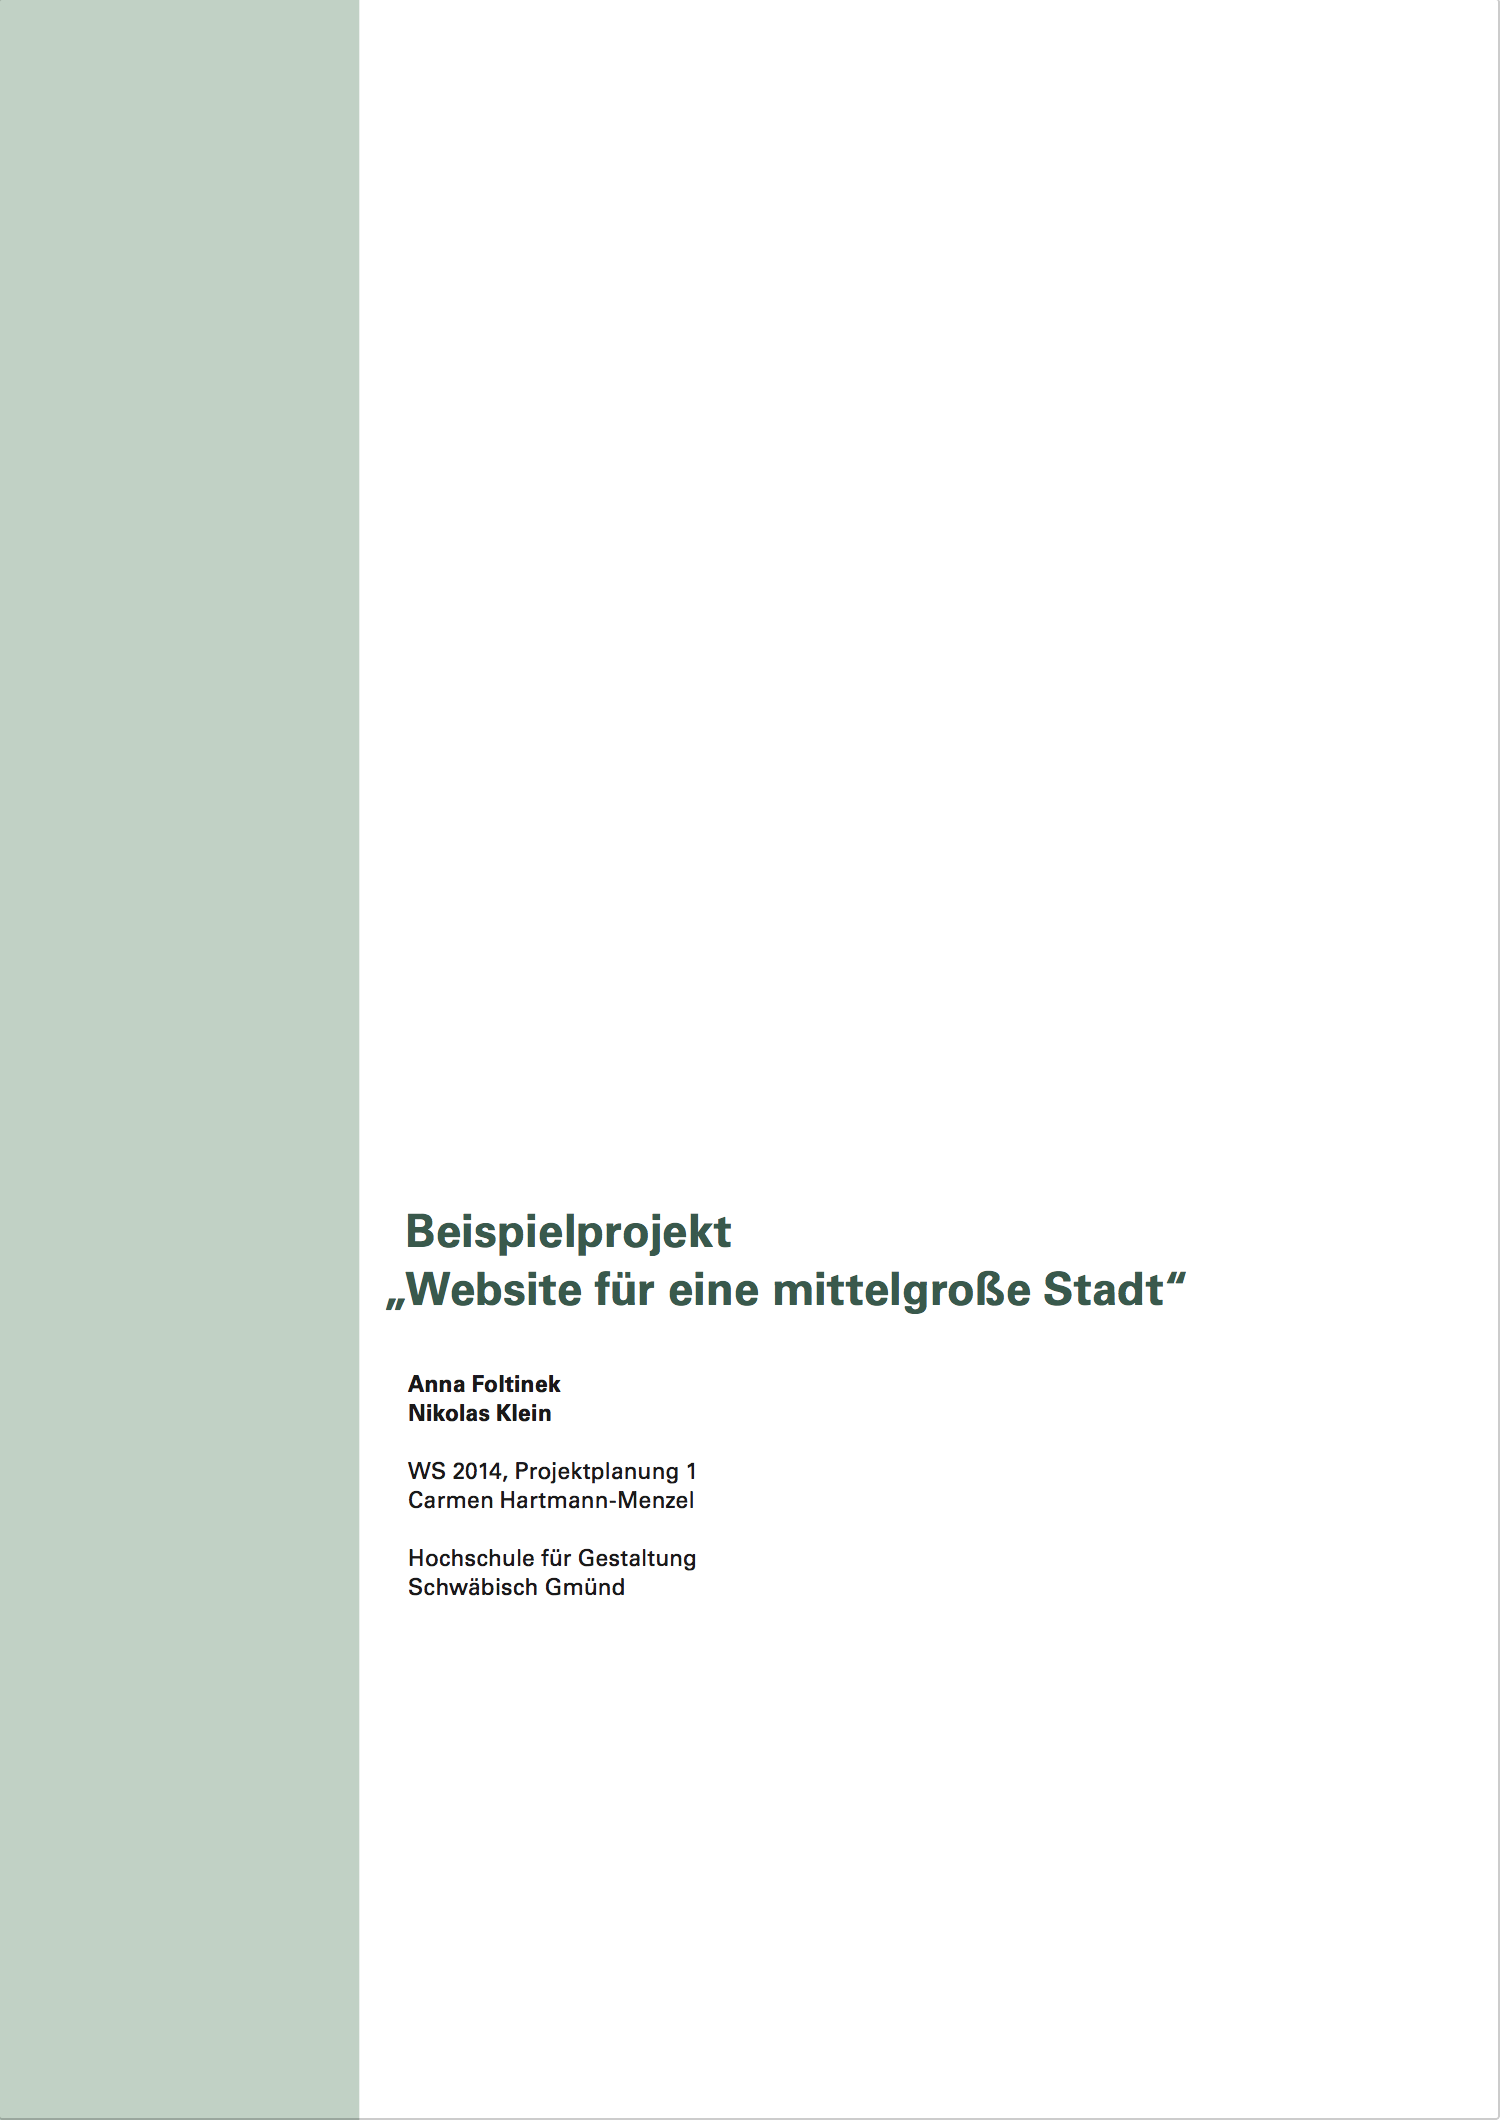 Beispielprojekt
„Website für eine mittelgroße Stadt“
Anna Foltinek
Nikolas Klein
WS 2014, Projektplanung 1
Carmen Hartmann-Menzel
Hochschule für Gestaltung
Schwäbisch Gmünd